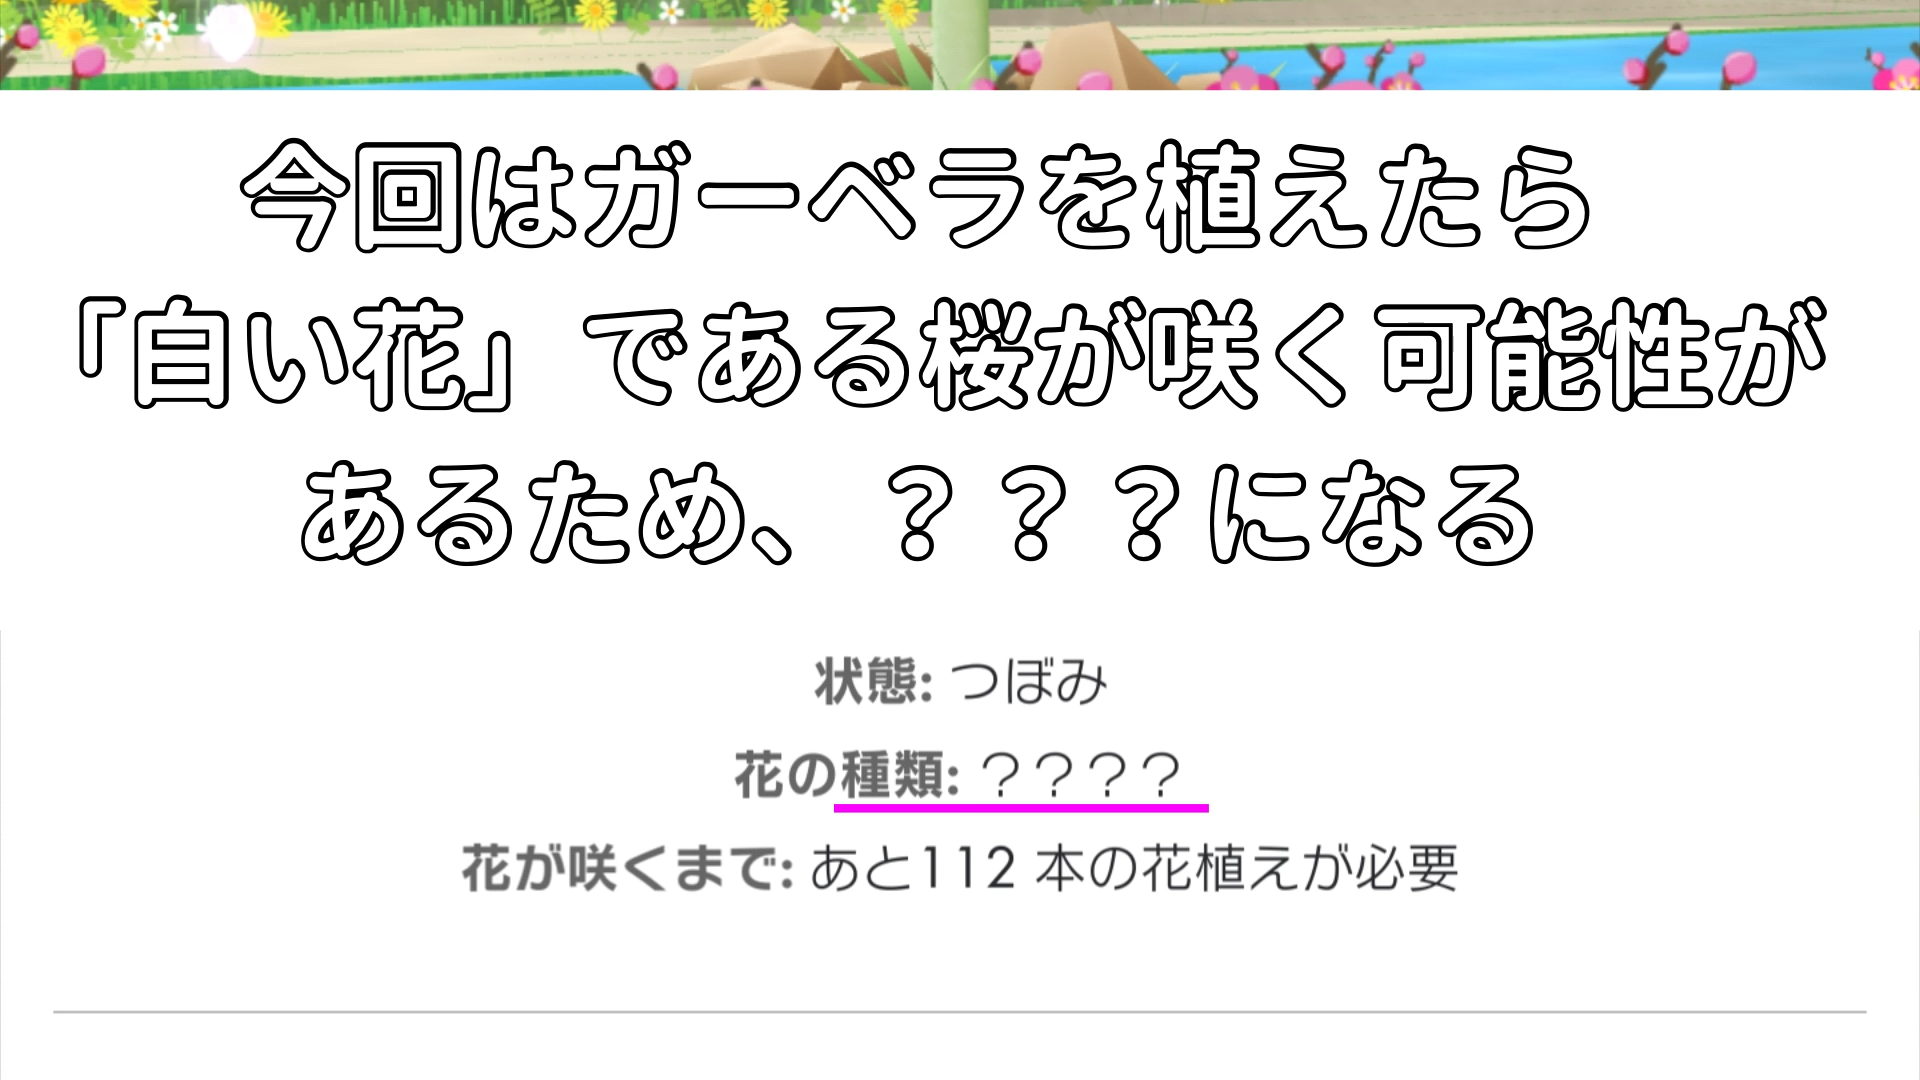 今回はガーベラを植えたら
「白い花」である桜が咲く可能性が
あるため、？？？になる
状態: つぼみ
花の種類: ？？？？
花が咲くまで: あと112 本の花植えが必要